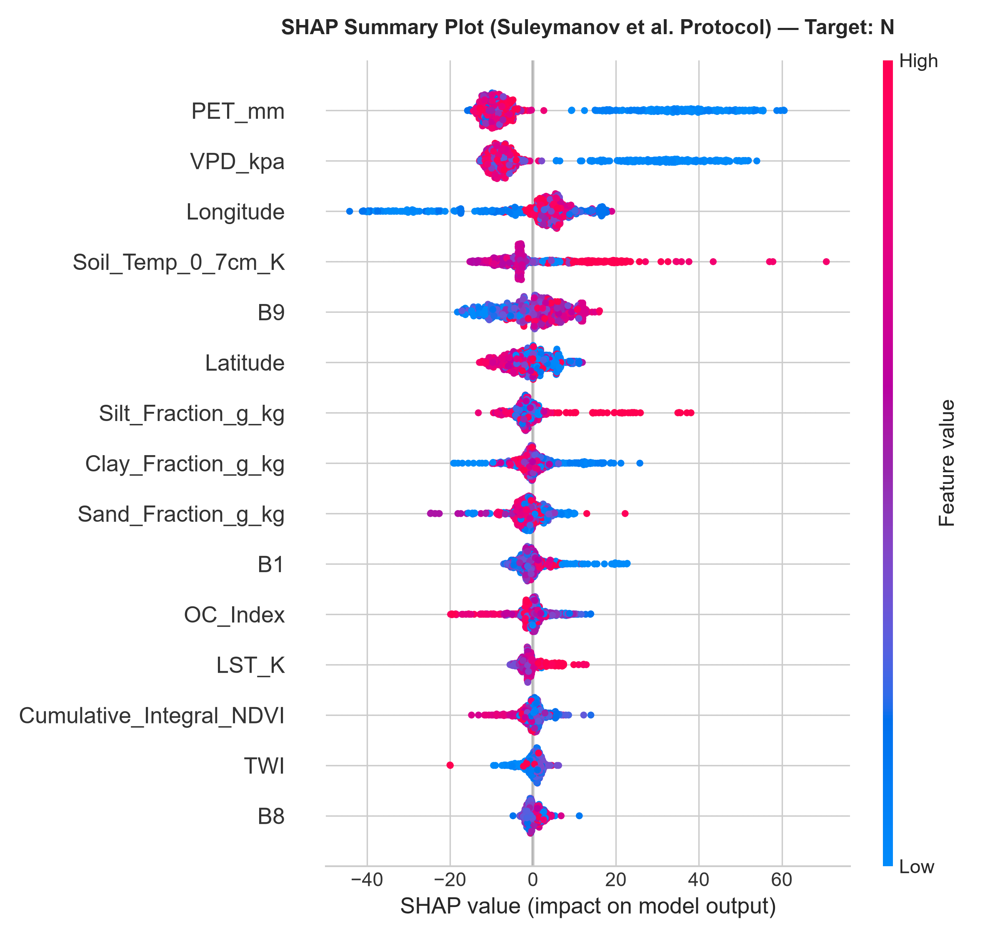 SHAP Summary Plot (Suleymanov et al. Protocol) — Target: N
High
PET_mm
VPD_kpa
Longitude
Soil_Temp_0_7cm_K
B9
Latitude
Silt_Fraction_g_kg
Clay_Fraction_g_kg
Sand_Fraction_g_kg
B1
OC_Index
LST_K
Cumulative_Integral_NDVI
TWI
B8
Feature value
Low
−40 −20 0 20 40 60
SHAP value (impact on model output)